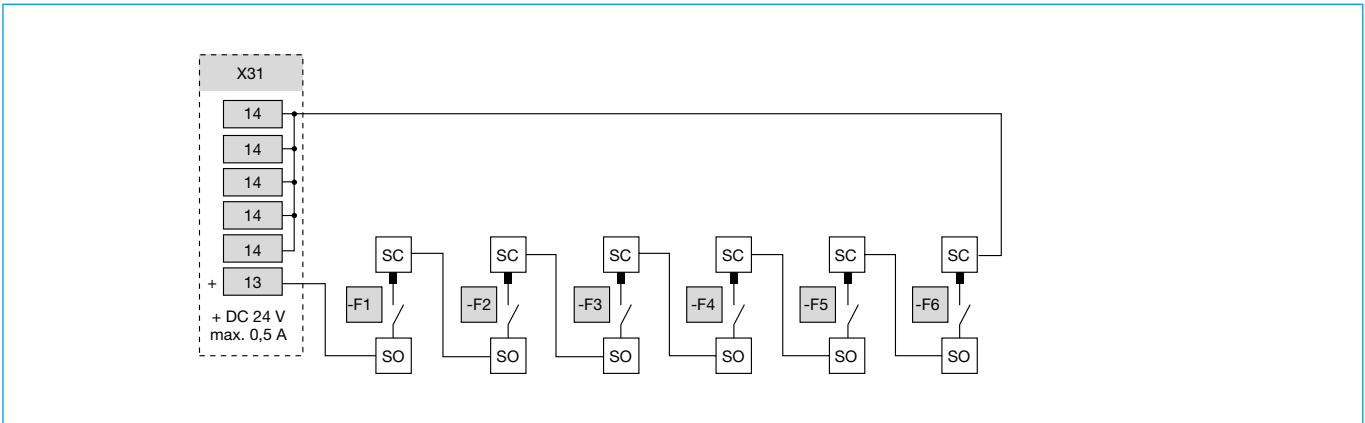 X31
14
14
14
14
14
+ 13
+ DC 24 V
max. 0,5 A
SC SC SC SC SC SC
-F1 -F2 -F3 -F4 -F5 -F6
SO SO SO SO SO SO